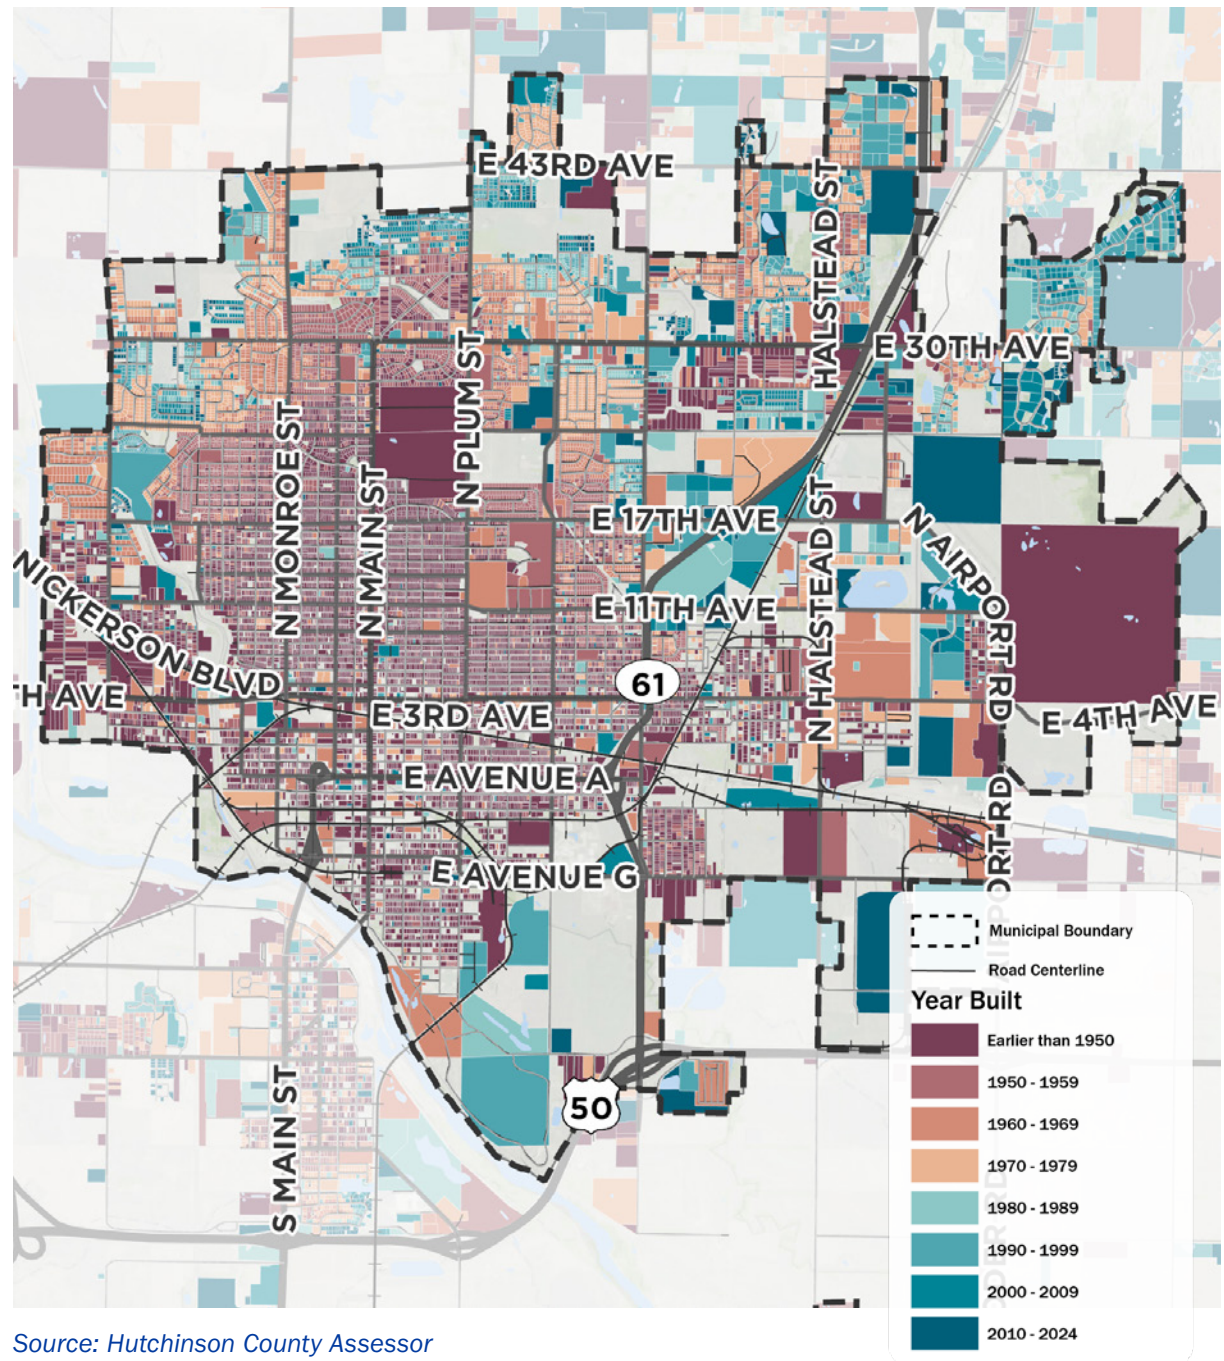 E 43RD AVE
HALSTEAD ST
E 30TH AVE
N PLUM ST
N MONROE ST
N MAIN ST
E 17TH AVE
N HALSTEAD ST
N AIRPORT RD
E 11TH AVE
NICKERSON BLVD
61
TH AVE
E 3RD AVE
E 4TH AVE
E AVENUE A
E AVENUE G
ORT RD
S MAIN ST
50
Municipal Boundary
Road Centerline
Year Built
Earlier than 1950
1950 - 1959
1960 - 1969
1970 - 1979
1980 - 1989
1990 - 1999
2000 - 2009
2010 - 2024
Source: Hutchinson County Assessor